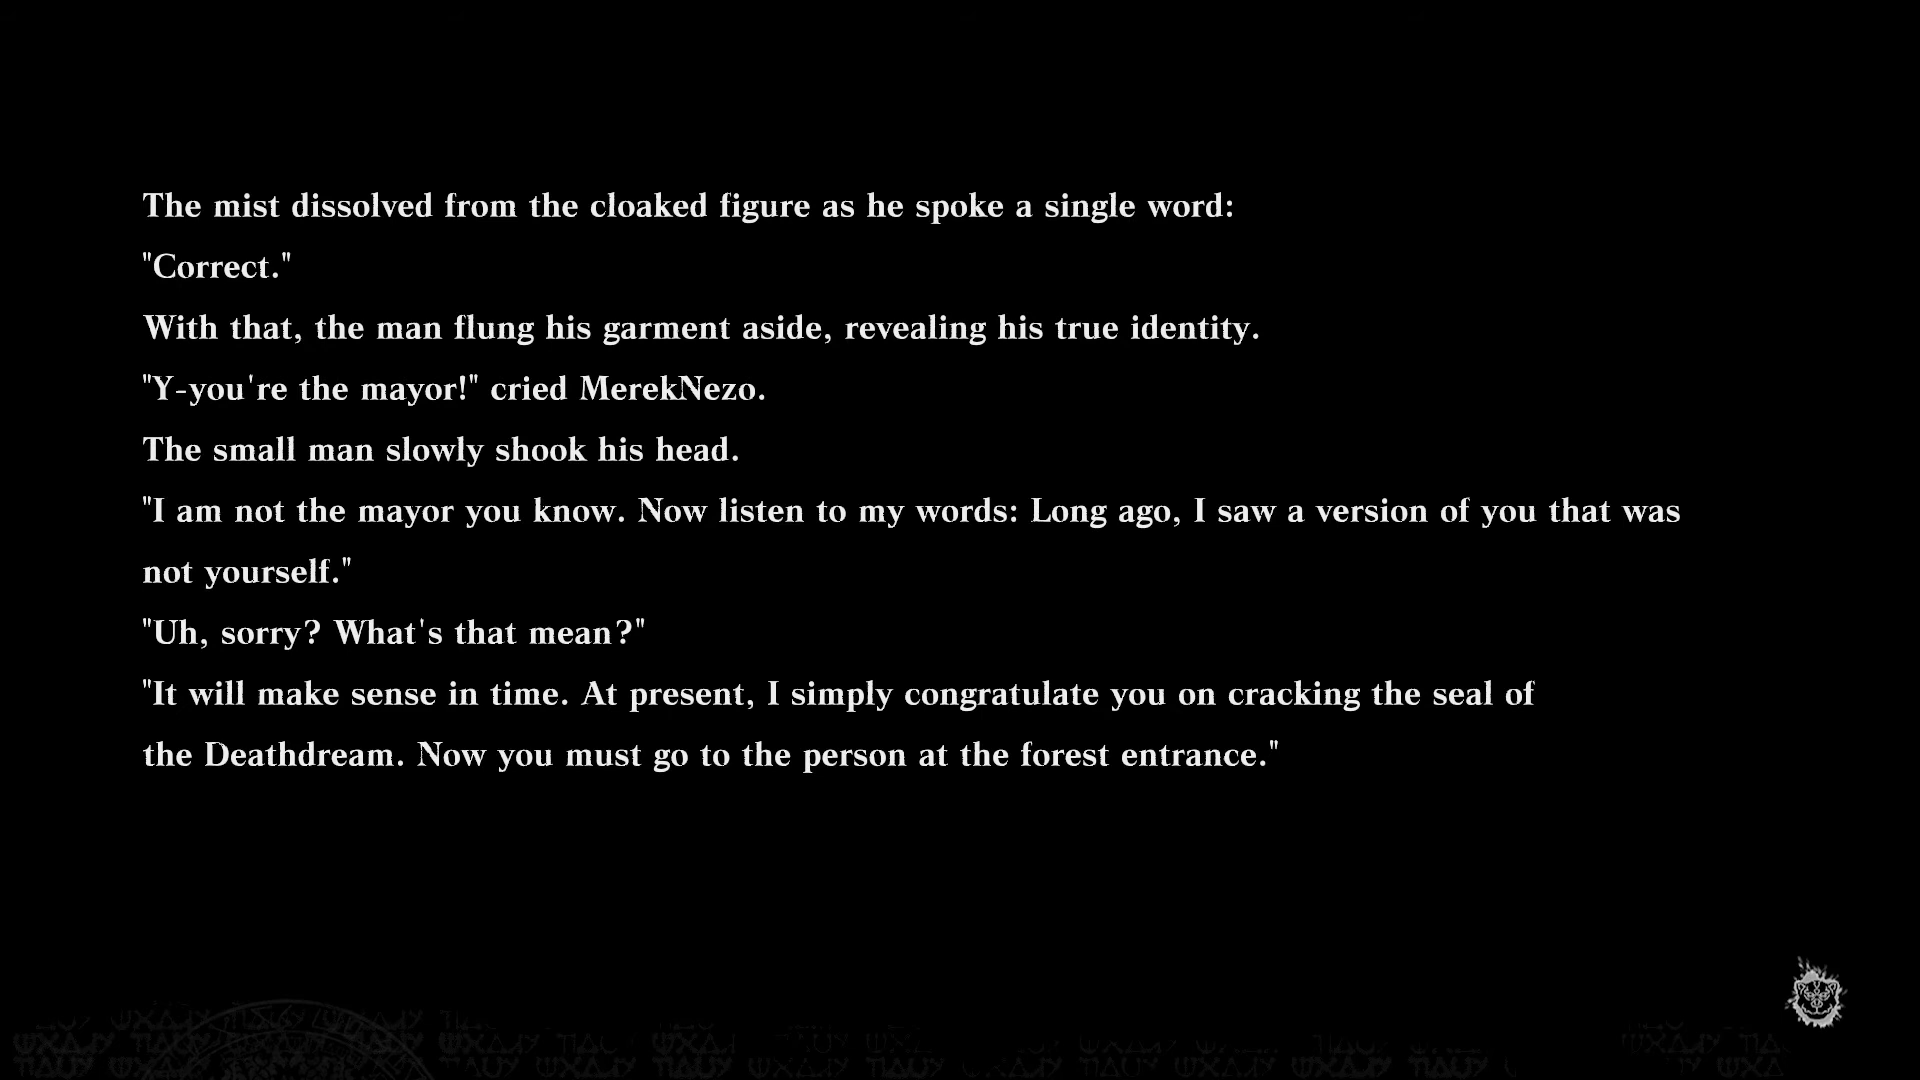 The mist dissolved from the cloaked figure as he spoke a single word:
"Correct."
With that, the man flung his garment aside, revealing his true identity.
"Y-you're the mayor!" cried MerekNezo.
The small man slowly shook his head.
"I am not the mayor you know. Now listen to my words: Long ago, I saw a version of you that was
not yourself."
"Uh, sorry? What's that mean?"
"It will make sense in time. At present, I simply congratulate you on cracking the seal of
the Deathdream. Now you must go to the person at the forest entrance."